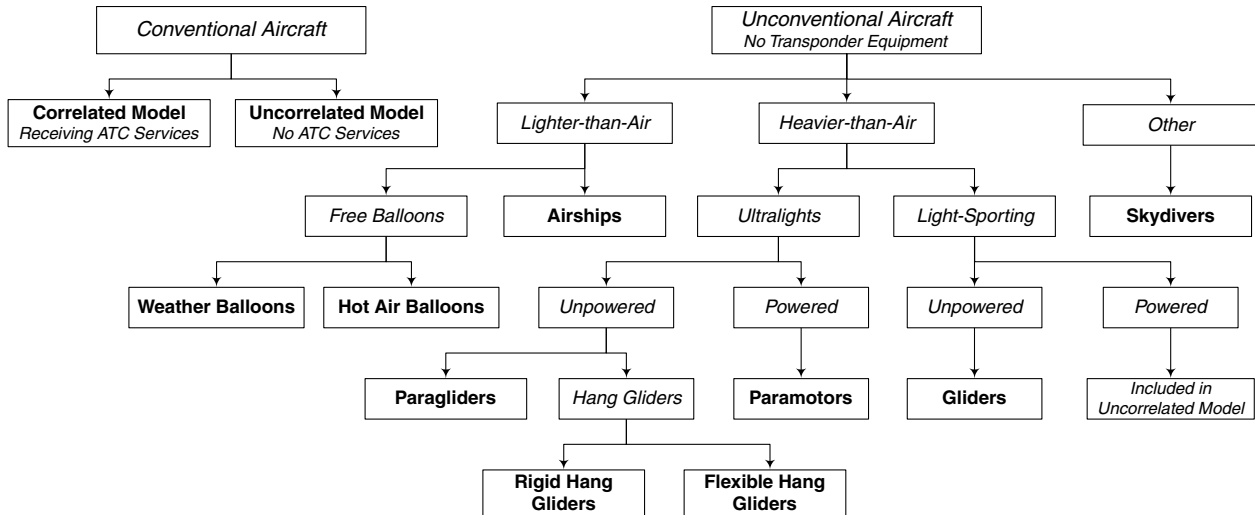 Conventional Aircraft
Unconventional Aircraft
No Transponder Equipment
Correlated Model
Receiving ATC Services
Uncorrelated Model
No ATC Services
Lighter-than-Air
Heavier-than-Air
Other
Free Balloons
Airships
Ultralights
Light-Sporting
Skydivers
Weather Balloons
Hot Air Balloons
Unpowered
Powered
Unpowered
Powered
Paragliders
Hang Gliders
Paramotors
Gliders
Included in
Uncorrelated Model
Rigid Hang
Gliders
Flexible Hang
Gliders